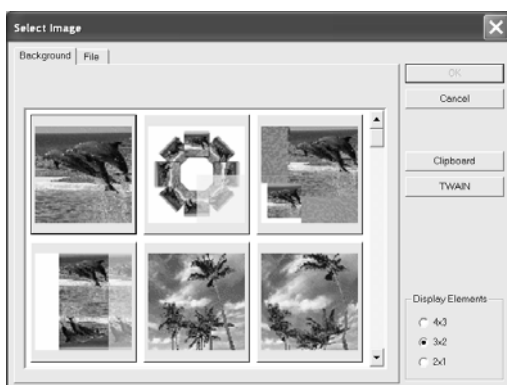 Select Image
Background
File
OK
Cancel
Clipboard
TWAIN
Display Elements
4x3
3x2
2x1